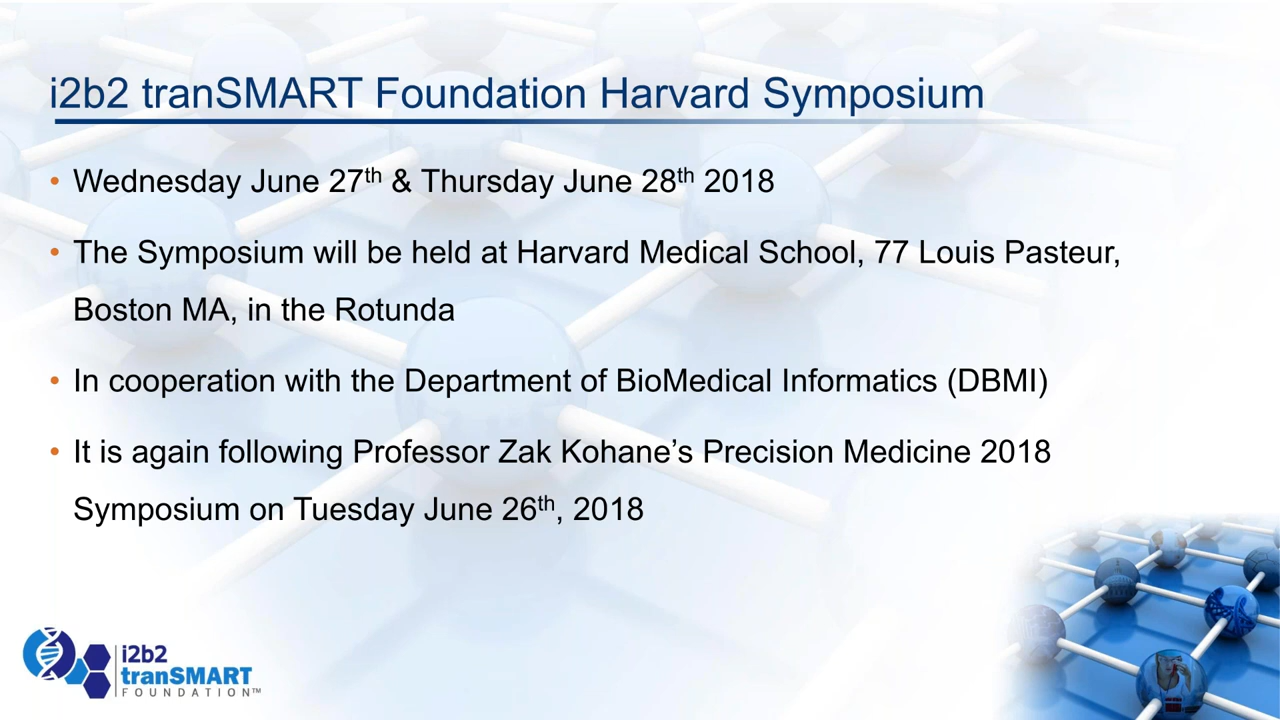 i2b2 tranSMART Foundation Harvard Symposium
• Wednesday June 27th & Thursday June 28th 2018
• The Symposium will be held at Harvard Medical School, 77 Louis Pasteur,
Boston MA, in the Rotunda
• In cooperation with the Department of BioMedical Informatics (DBMI)
• It is again following Professor Zak Kohane’s Precision Medicine 2018
Symposium on Tuesday June 26th, 2018
i2b2
tranSMART
FOUNDATION™